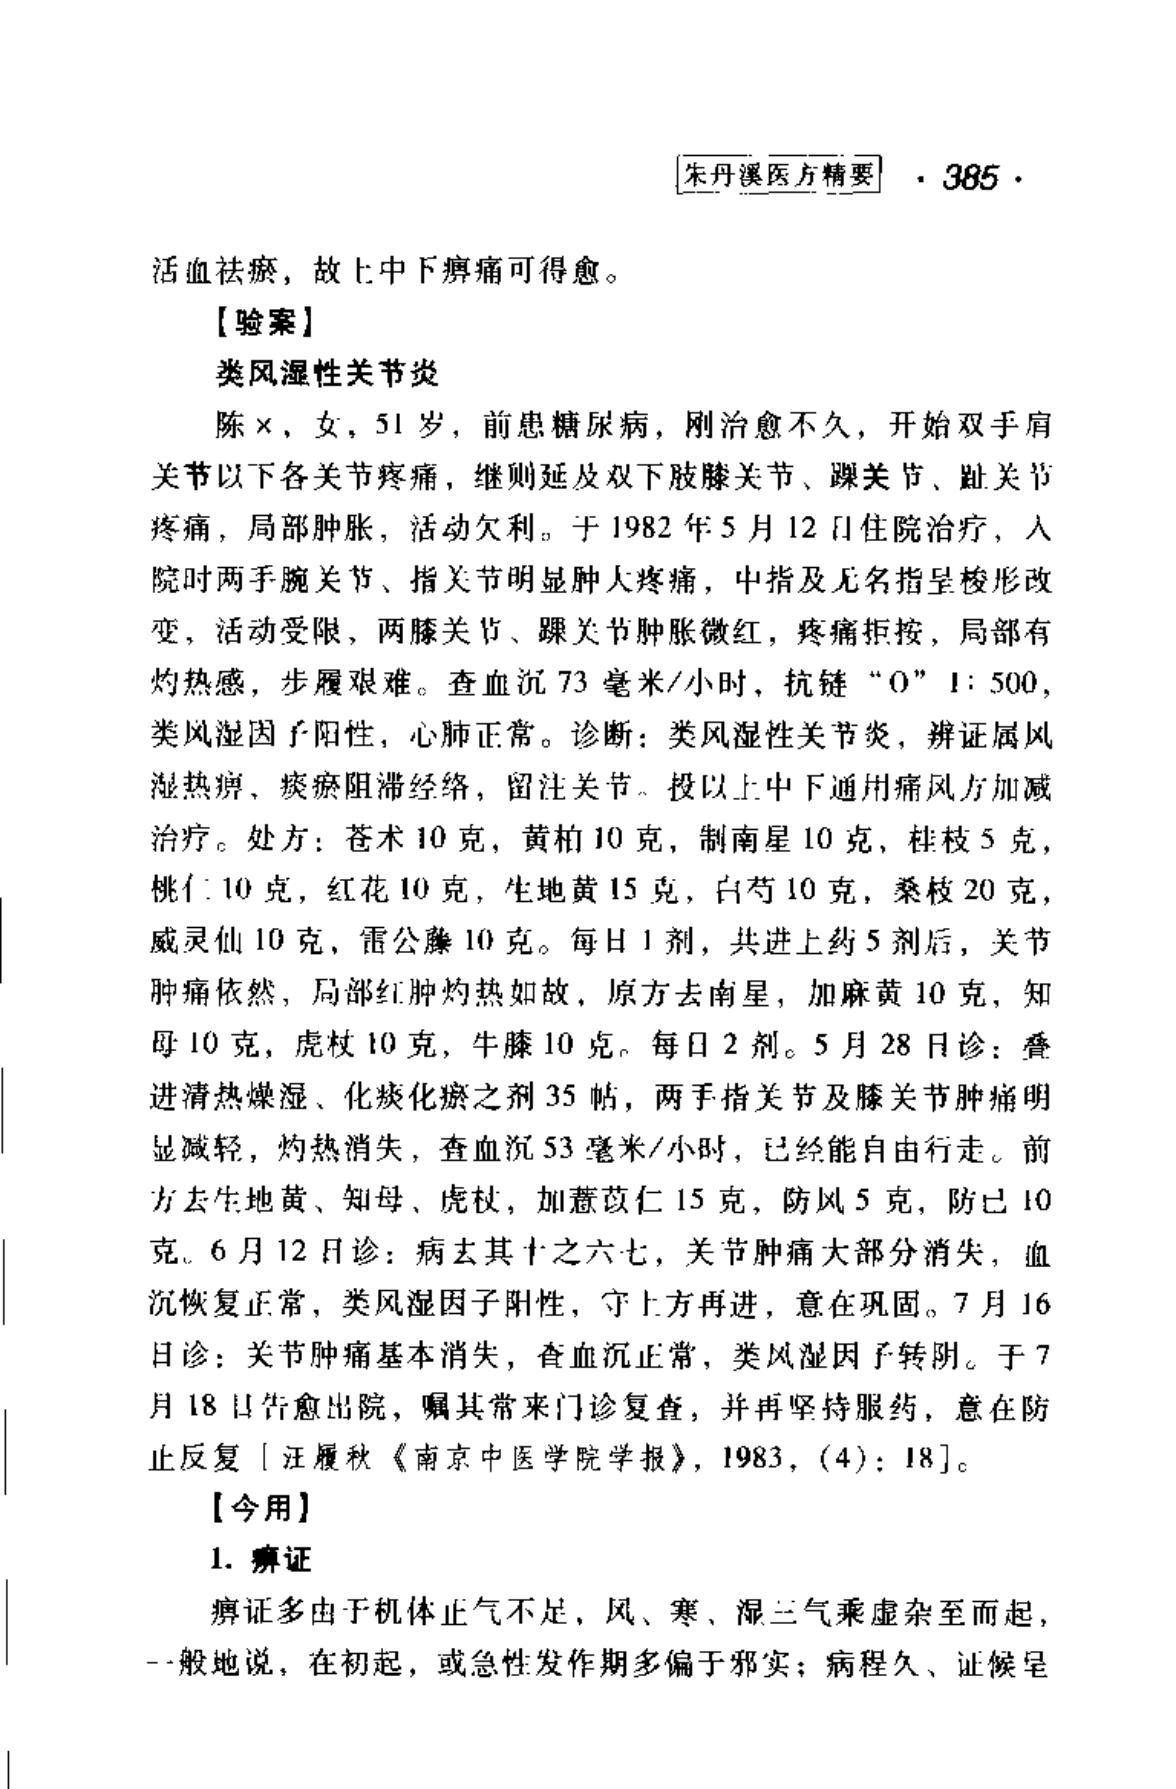 朱丹溪医方精要 · 385 ·
活血祛瘀，故上中下痹痛可得愈。
【验案】
类风湿性关节炎
陈×，女，51岁，前患糖尿病，刚治愈不久，开始双手肩
关节以下各关节疼痛，继则延及双下肢膝关节、踝关节、趾关节
疼痛，局部肿胀，活动欠利。于1982年5月12日住院治疗，入
院时两手腕关节、指关节明显肿大疼痛，中指及无名指呈梭形改
变，活动受限，两膝关节、踝关节肿胀微红，疼痛拒按，局部有
灼热感，步履艰难。查血沉73毫米/小时，抗链“O”1∶500，
类风湿因子阳性，心肺正常。诊断：类风湿性关节炎，辨证属风
湿热痹，痰瘀阻滞经络，留注关节。投以上中下通用痛风方加减
治疗。处方：苍术10克，黄柏10克，制南星10克，桂枝5克，
桃仁10克，红花10克，生地黄15克，白芍10克，桑枝20克，
威灵仙10克，雷公藤10克。每日1剂，共进上药5剂后，关节
肿痛依然，局部红肿灼热如故，原方去南星，加麻黄10克，知
母10克，虎杖10克，牛膝10克。每日2剂。5月28日诊：叠
进清热燥湿、化痰化瘀之剂35帖，两手指关节及膝关节肿痛明
显减轻，灼热消失，查血沉53毫米/小时，已经能自由行走。前
方去生地黄、知母、虎杖，加薏苡仁15克，防风5克，防已10
克。6月12日诊：病去其十之六七，关节肿痛大部分消失，血
沉恢复正常，类风湿因子阳性，守上方再进，意在巩固。7月16
日诊：关节肿痛基本消失，查血沉正常，类风湿因子转阴。于7
月18日告愈出院，嘱其常来门诊复查，并再坚持服药，意在防
止反复［汪履秋《南京中医学院学报》，1983，(4)：18]。
【今用】
1. 痹证
痹证多由于机体正气不足，风、寒、湿三气乘虚杂至而起，
一般地说，在初起，或急性发作期多偏于邪实；病程久、证候呈